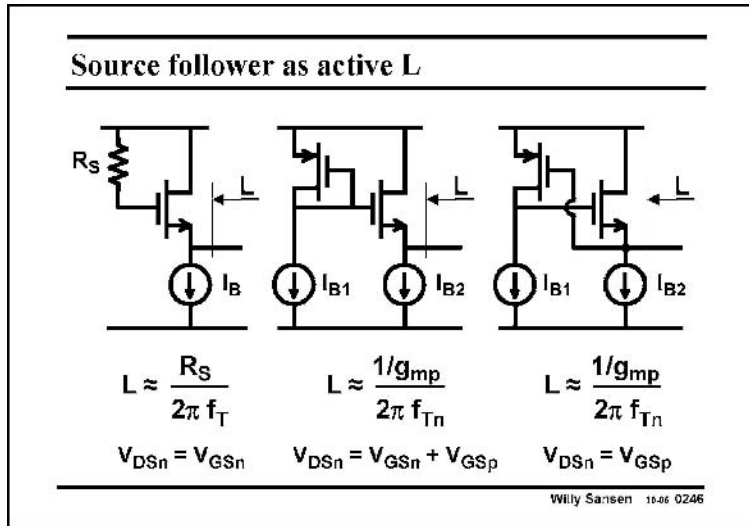 Source follower as active L
R_S
L
I_B
L
I_B1
I_B2
L
I_B1
I_B2
L ≈ R_S / 2π f_T
L ≈ 1/g_mp / 2π f_Tn
L ≈ 1/g_mp / 2π f_Tn
V_DSn = V_GSn
V_DSn = V_GSn + V_GSp
V_DSn = V_GSp
Willy Sansen 10-05 0246